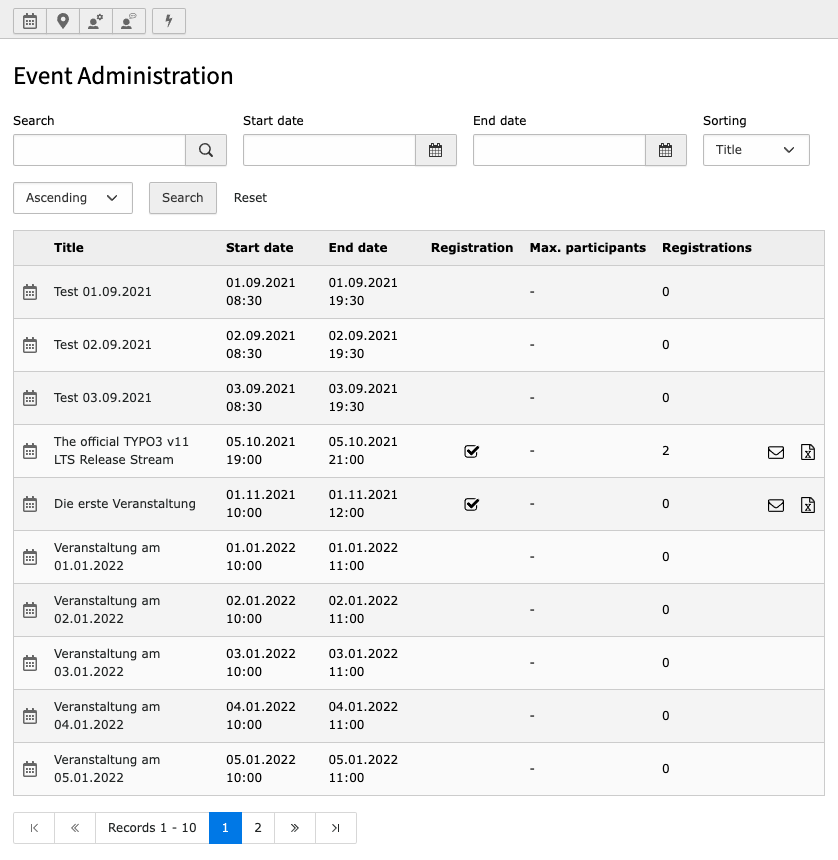 Event Administration
Search Start date End date Sorting
Title
Ascending Search Reset
Title Start date End date Registration Max. participants Registrations
Test 01.09.2021 01.09.2021 08:30 01.09.2021 19:30 - 0
Test 02.09.2021 02.09.2021 08:30 02.09.2021 19:30 - 0
Test 03.09.2021 03.09.2021 08:30 03.09.2021 19:30 - 0
The official TYPO3 v11 LTS Release Stream 05.10.2021 19:00 05.10.2021 21:00 - 2
Die erste Veranstaltung 01.11.2021 10:00 01.11.2021 12:00 - 0
Veranstaltung am 01.01.2022 01.01.2022 10:00 01.01.2022 11:00 - 0
Veranstaltung am 02.01.2022 02.01.2022 10:00 02.01.2022 11:00 - 0
Veranstaltung am 03.01.2022 03.01.2022 10:00 03.01.2022 11:00 - 0
Veranstaltung am 04.01.2022 04.01.2022 10:00 04.01.2022 11:00 - 0
Veranstaltung am 05.01.2022 05.01.2022 10:00 05.01.2022 11:00 - 0
Records 1 - 10 1 2